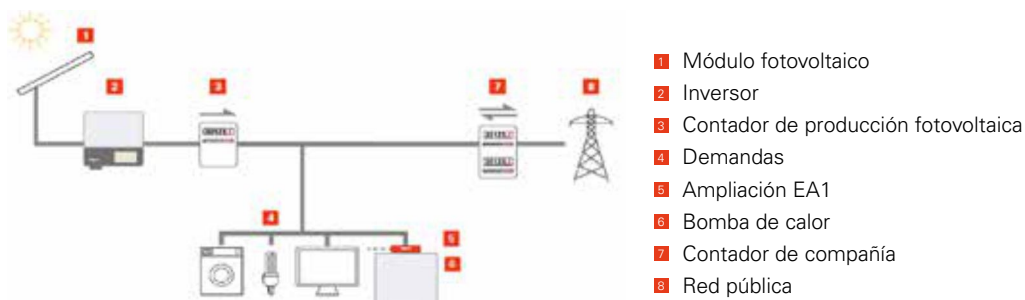 1
2
3
7
8
4
5
6
1 Módulo fotovoltaico
2 Inversor
3 Contador de producción fotovoltaica
4 Demandas
5 Ampliación EA1
6 Bomba de calor
7 Contador de compañía
8 Red pública